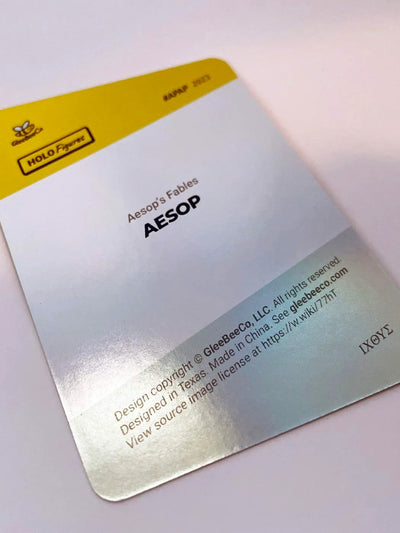 #APAP 2023
GleeBeeCo
HOLO Figures
Aesop's Fables
AESOP
Design copyright © GleeBeeCo, LLC. All rights reserved.
Designed in Texas. Made in China. See gleebeeco.com
View source image license at https://w.wiki/77hT
ΙΧΘΥΣ